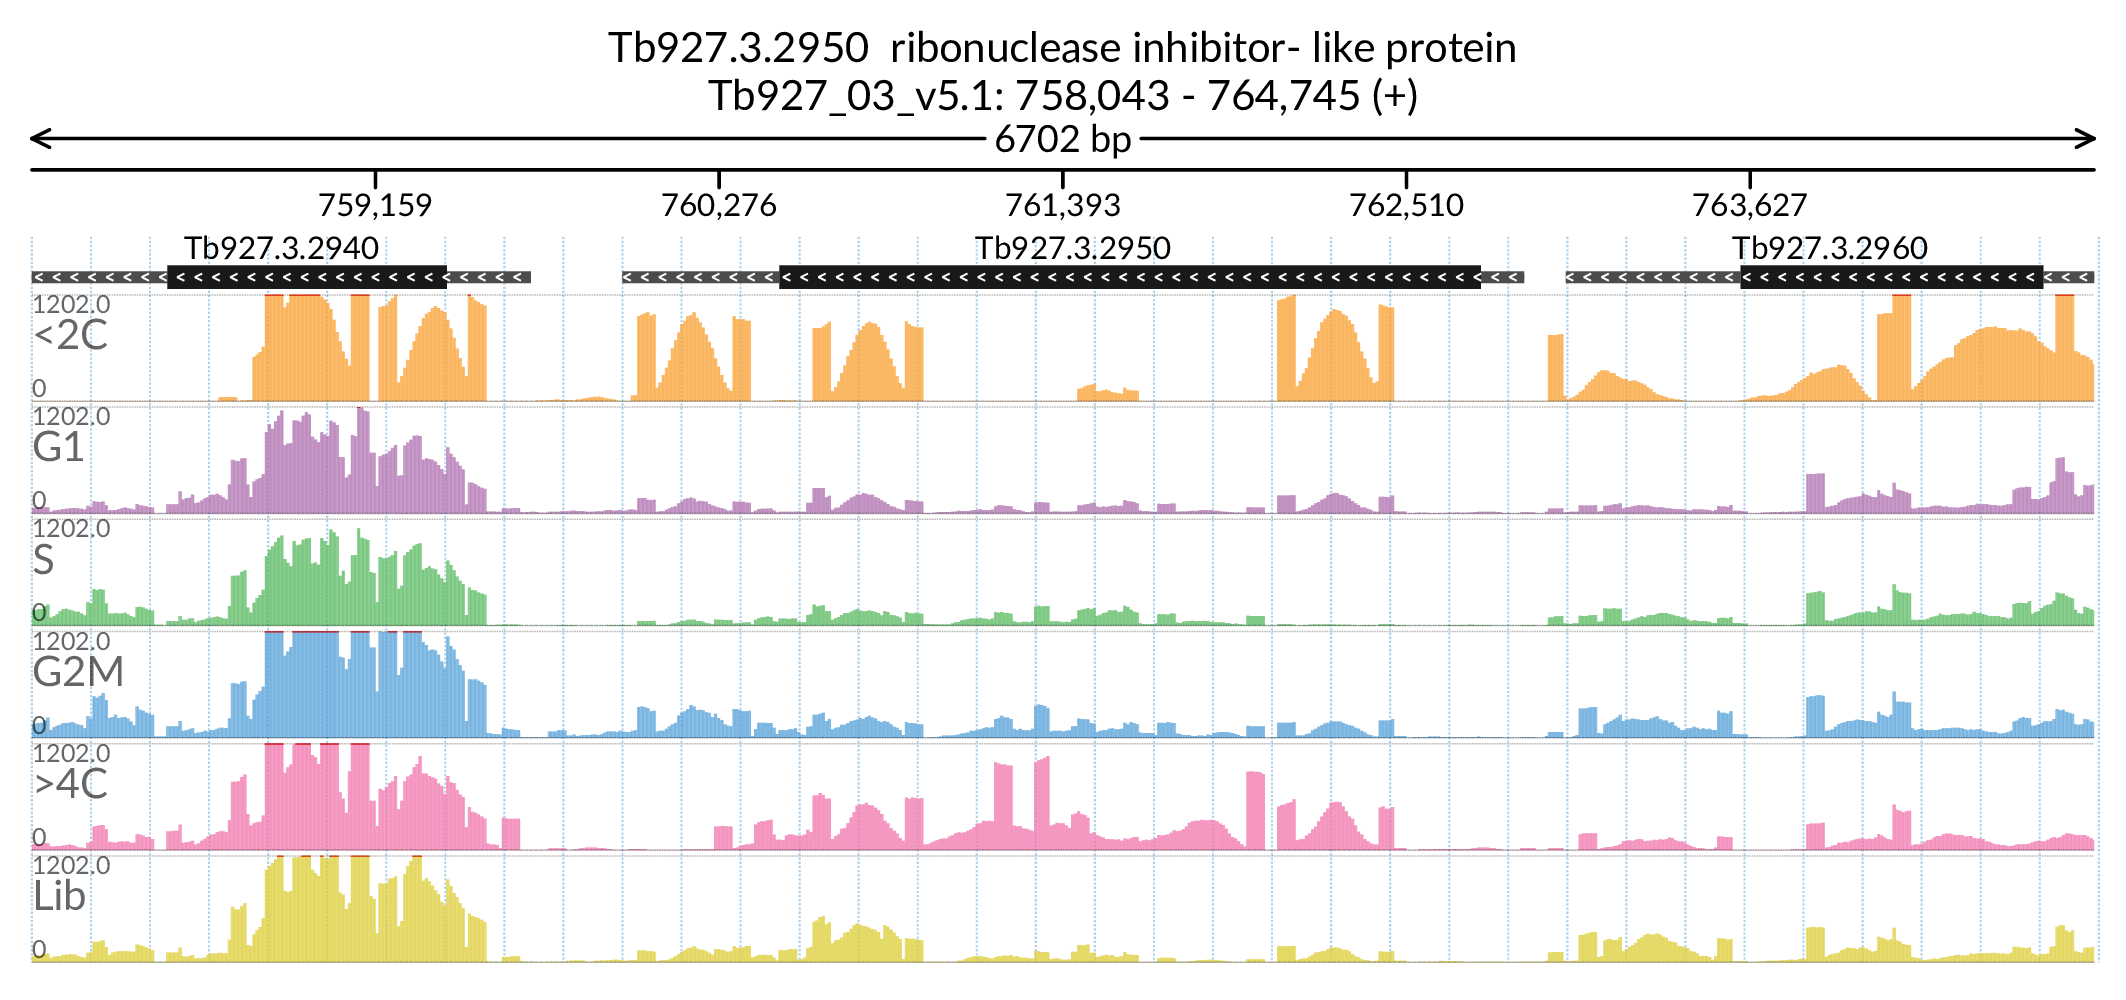 Tb927.3.2950 ribonuclease inhibitor- like protein
Tb927_03_v5.1: 758,043 - 764,745 (+)
6702 bp
759,159 760,276 761,393 762,510 763,627
Tb927.3.2940 Tb927.3.2950 Tb927.3.2960
1202.0
<2C
0
1202.0
G1
0
1202.0
S
0
1202.0
G2M
0
1202.0
>4C
0
1202.0
Lib
0